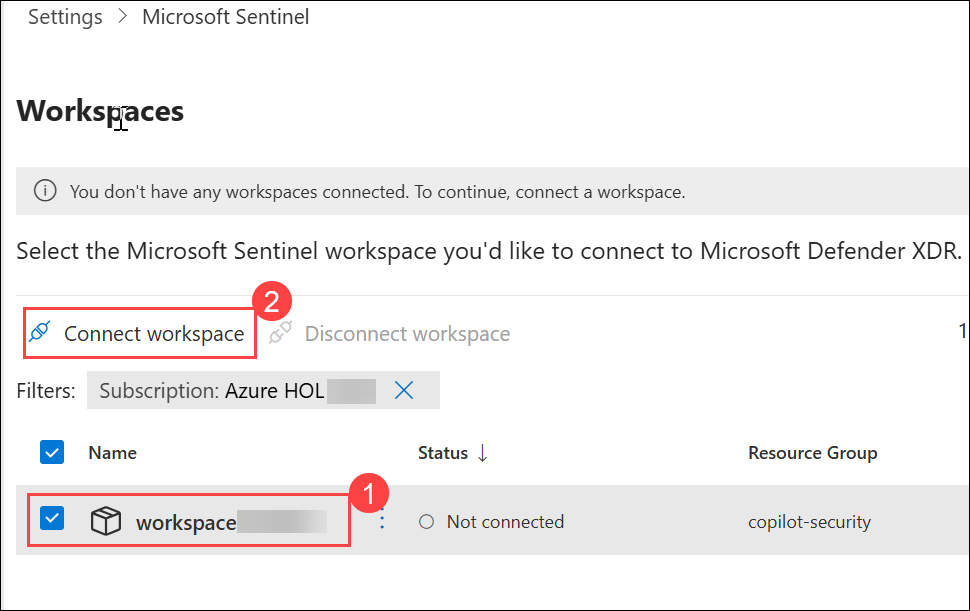 Settings > Microsoft Sentinel
Workspaces
You don't have any workspaces connected. To continue, connect a workspace.
Select the Microsoft Sentinel workspace you'd like to connect to Microsoft Defender XDR.
2
Connect workspace Disconnect workspace 1
Filters: Subscription: Azure HOL
Name Status ↓ Resource Group
1
workspace Not connected copilot-security